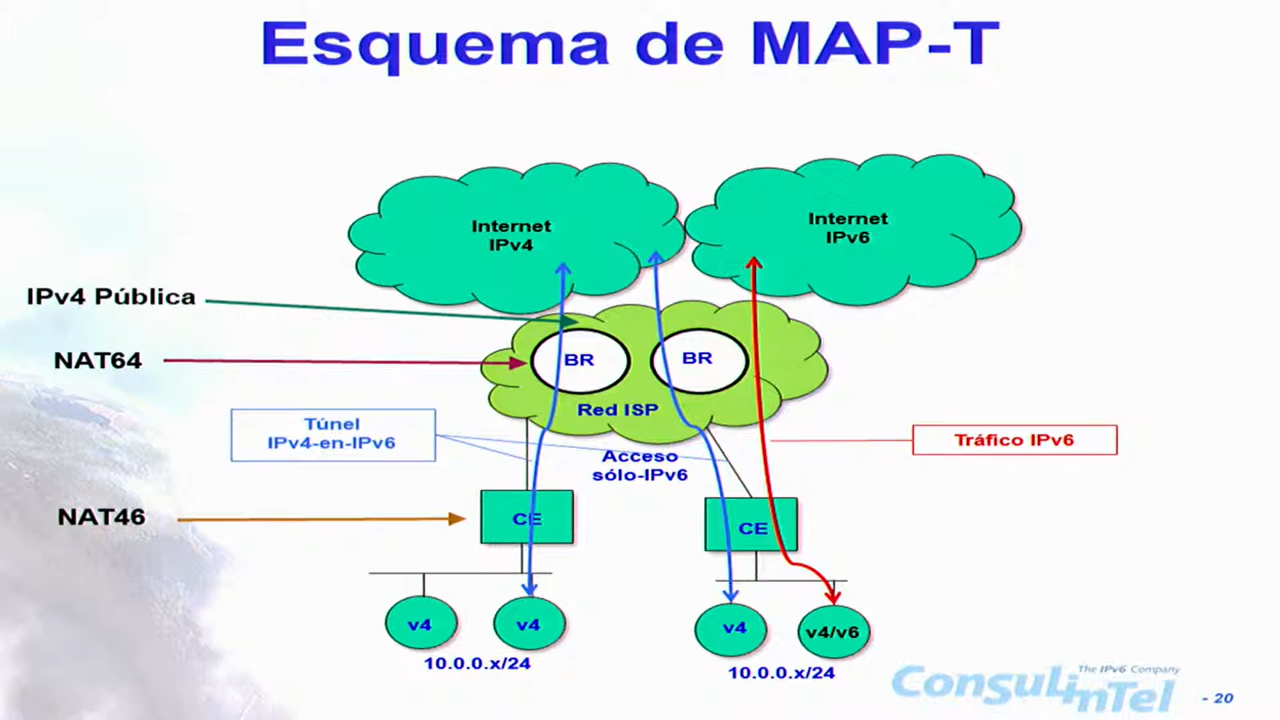 Esquema de MAP-T
Internet
IPv4
Internet
IPv6
IPv4 Pública
NAT64
BR
BR
Red ISP
Túnel
IPv4-en-IPv6
Acceso
sólo-IPv6
Tráfico IPv6
NAT46
CE
CE
v4
v4
v4
v4/v6
10.0.0.x/24
10.0.0.x/24
The IPv6 Company
ConsulinTel
- 20